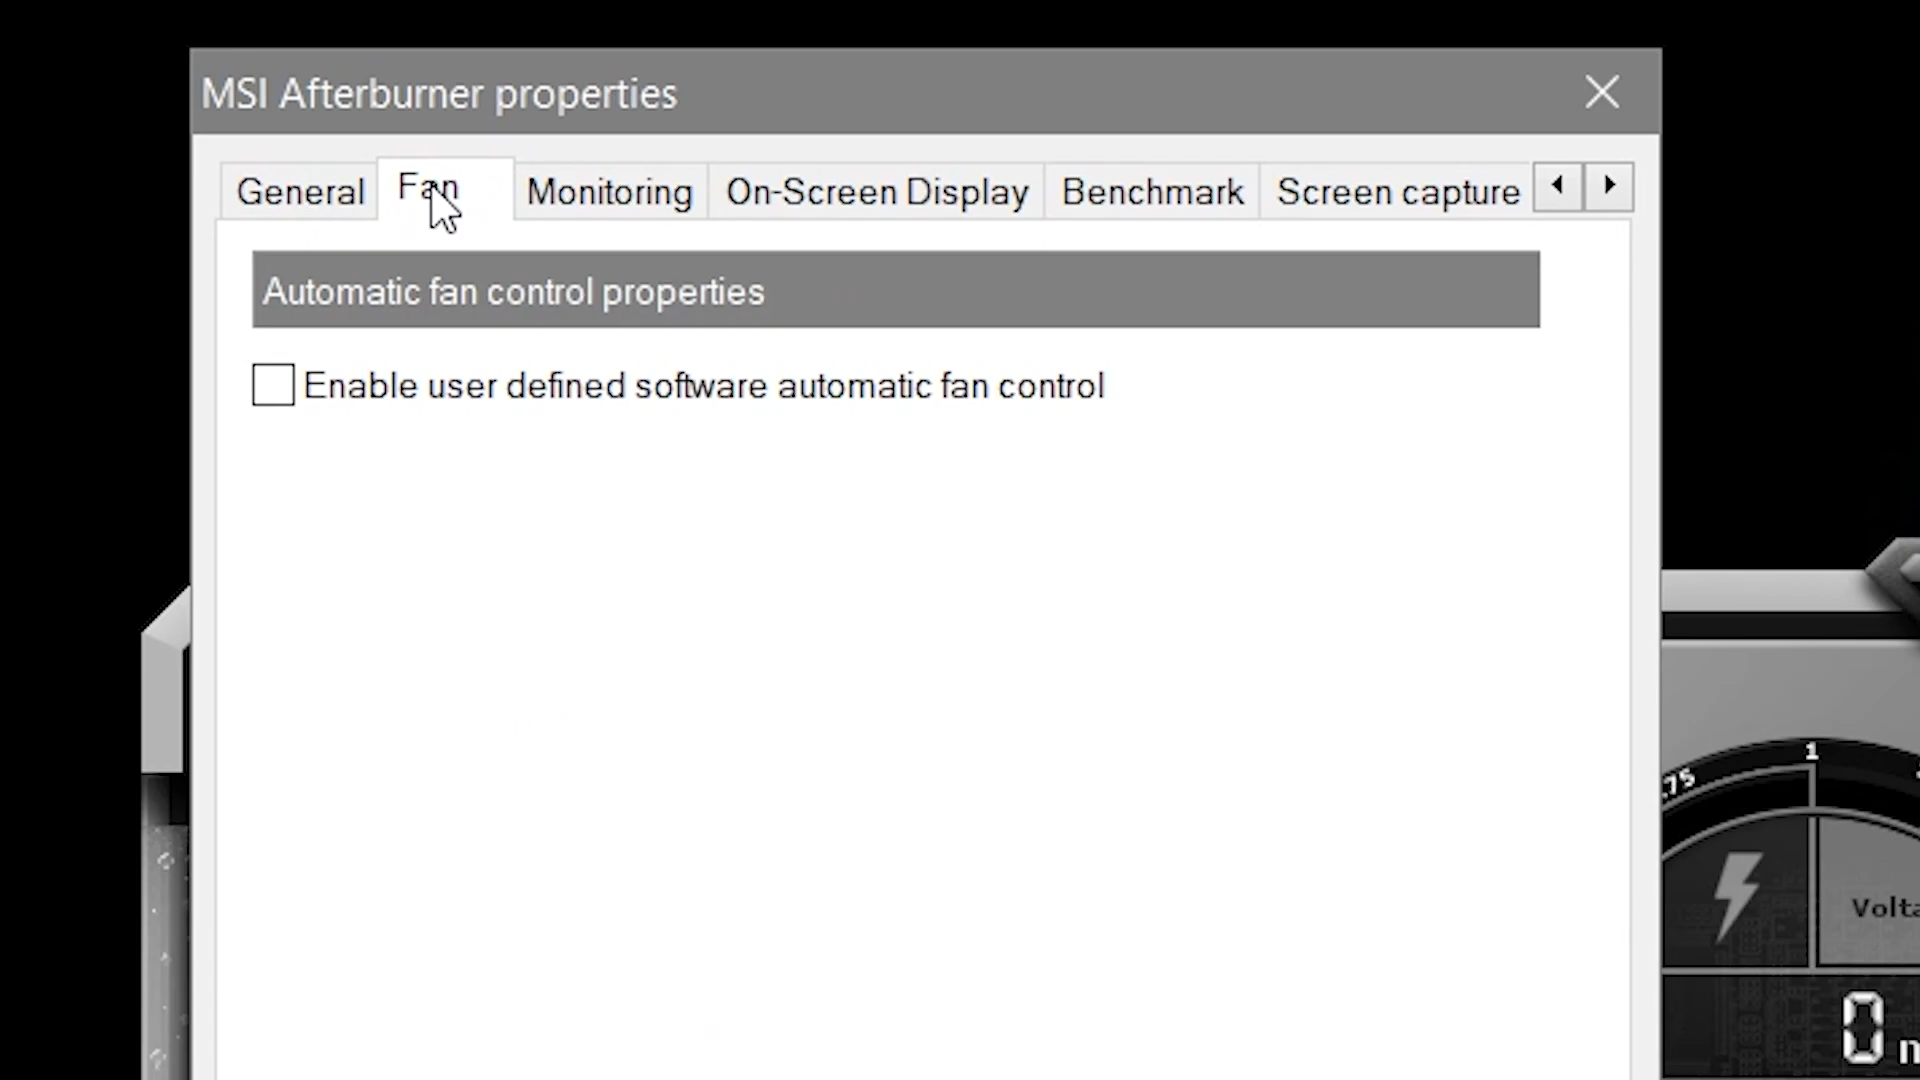 MSI Afterburner properties
General Fan Monitoring On-Screen Display Benchmark Screen capture
Automatic fan control properties
Enable user defined software automatic fan control
1
.75
0